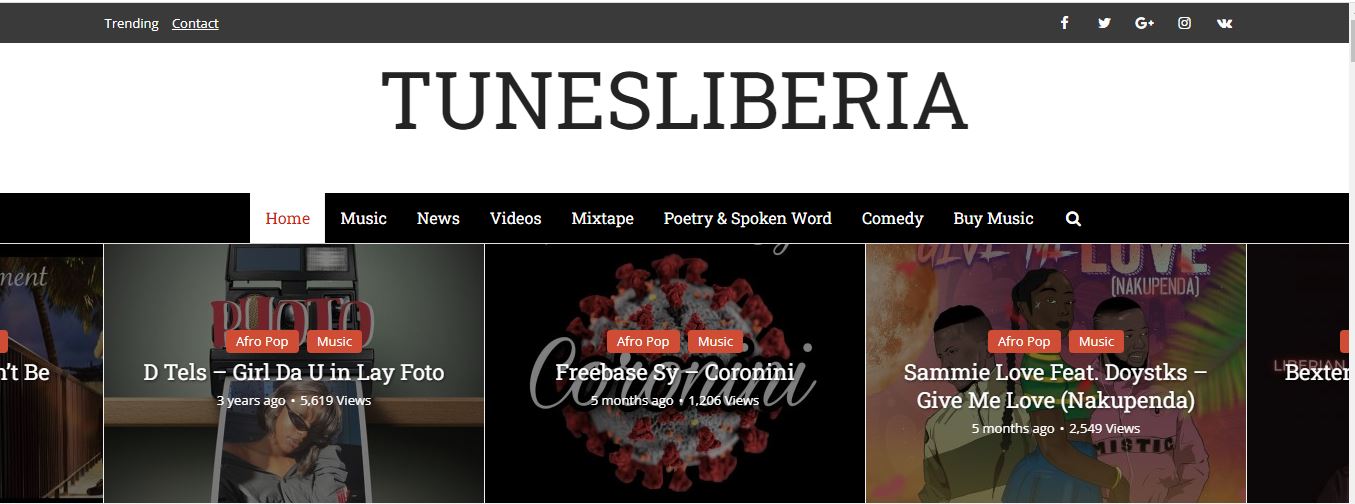 Trending Contact
TUNESLIBERIA
Home Music News Videos Mixtape Poetry & Spoken Word Comedy Buy Music
ment
n't Be
PHOTO
Afro Pop Music
D Tels – Girl Da U in Lay Foto
3 years ago • 5,619 Views
Coronini
Afro Pop Music
Freebase Sy – Coronini
5 months ago • 1,206 Views
GIVE ME LOVE
(NAKUPENDA)
Afro Pop Music
Sammie Love Feat. Doystks –
Give Me Love (Nakupenda)
5 months ago • 2,549 Views
MISTIC
LIBERIAN
Bexter